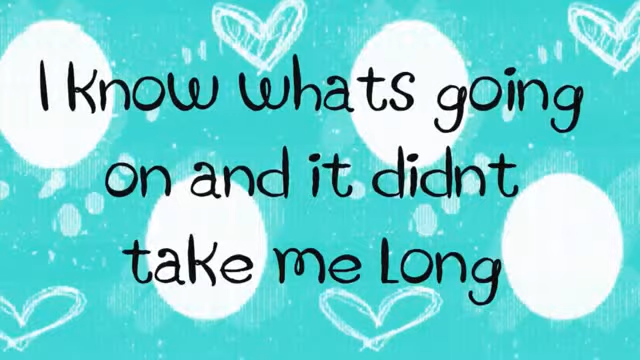 I know whats going
on and it didnt
take me long